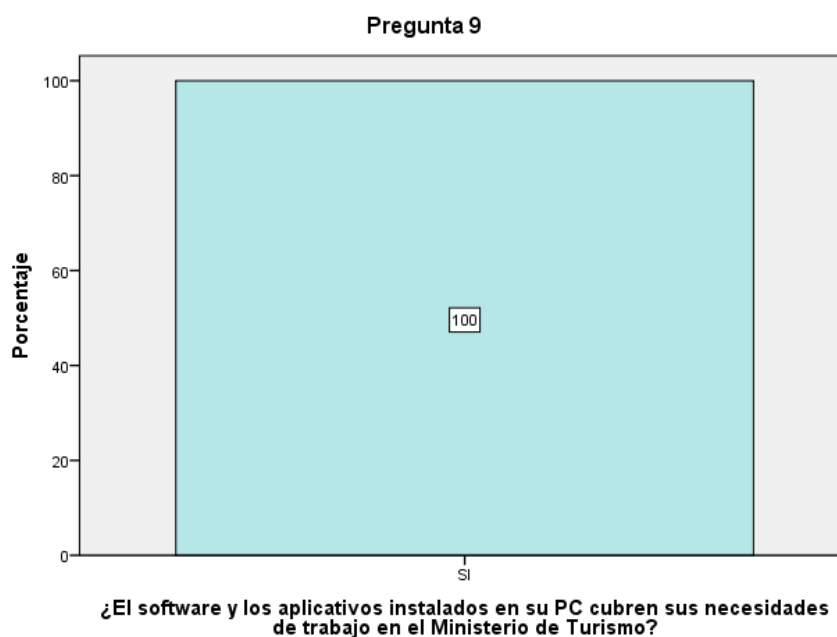 Pregunta 9
Porcentaje
100
80
60
40
20
0
100
SI
¿El software y los aplicativos instalados en su PC cubren sus necesidades
de trabajo en el Ministerio de Turismo?